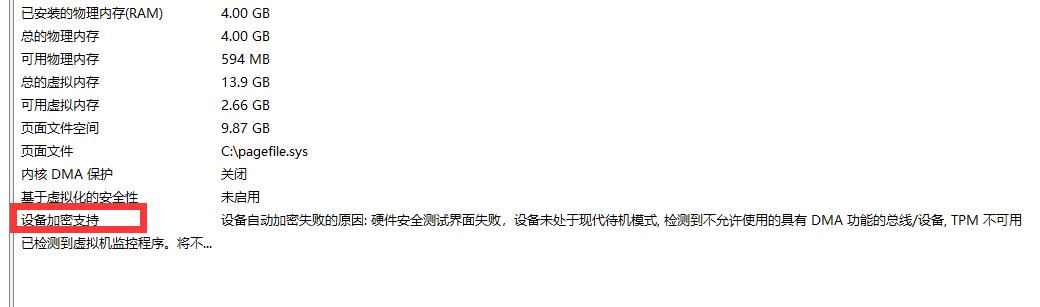 已安装的物理内存(RAM) 4.00 GB
总的物理内存 4.00 GB
可用物理内存 594 MB
总的虚拟内存 13.9 GB
可用虚拟内存 2.66 GB
页面文件空间 9.87 GB
页面文件 C:\pagefile.sys
内核 DMA 保护 关闭
基于虚拟化的安全性 未启用
设备加密支持 设备自动加密失败的原因: 硬件安全测试界面失败，设备未处于现代待机模式, 检测到不允许使用的具有 DMA 功能的总线/设备, TPM 不可用
已检测到虚拟机监控程序。将不...